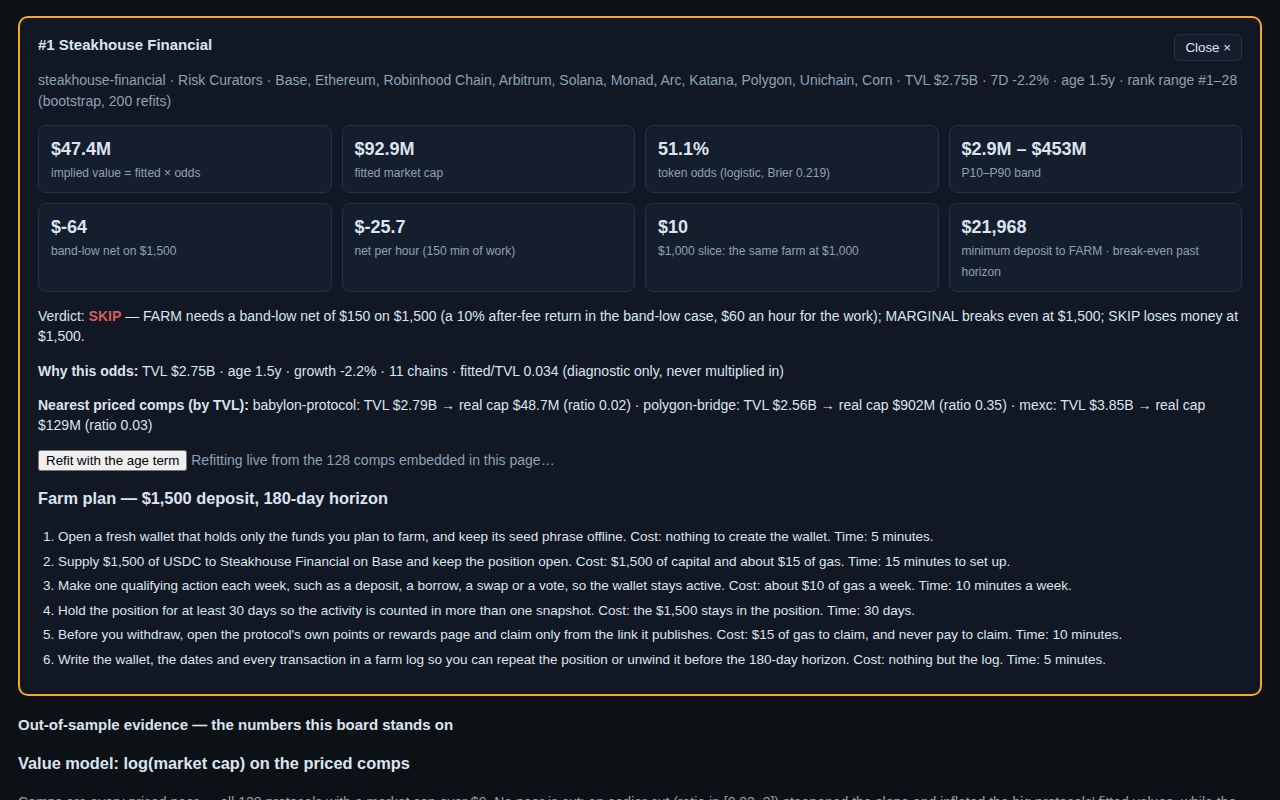 #1 Steakhouse Financial
Close ×
steakhouse-financial · Risk Curators · Base, Ethereum, Robinhood Chain, Arbitrum, Solana, Monad, Arc, Katana, Polygon, Unichain, Corn · TVL $2.75B · 7D -2.2% · age 1.5y · rank range #1–28
(bootstrap, 200 refits)
$47.4M
implied value = fitted × odds
$92.9M
fitted market cap
51.1%
token odds (logistic, Brier 0.219)
$2.9M – $453M
P10–P90 band
$-64
band-low net on $1,500
$-25.7
net per hour (150 min of work)
$10
$1,000 slice: the same farm at $1,000
$21,968
minimum deposit to FARM · break-even past
horizon
Verdict: SKIP — FARM needs a band-low net of $150 on $1,500 (a 10% after-fee return in the band-low case, $60 an hour for the work); MARGINAL breaks even at $1,500; SKIP loses money at
$1,500.
Why this odds: TVL $2.75B · age 1.5y · growth -2.2% · 11 chains · fitted/TVL 0.034 (diagnostic only, never multiplied in)
Nearest priced comps (by TVL): babylon-protocol: TVL $2.79B → real cap $48.7M (ratio 0.02) · polygon-bridge: TVL $2.56B → real cap $902M (ratio 0.35) · mexc: TVL $3.85B → real cap
$129M (ratio 0.03)
Refit with the age term Refitting live from the 128 comps embedded in this page…
Farm plan — $1,500 deposit, 180-day horizon
1. Open a fresh wallet that holds only the funds you plan to farm, and keep its seed phrase offline. Cost: nothing to create the wallet. Time: 5 minutes.
2. Supply $1,500 of USDC to Steakhouse Financial on Base and keep the position open. Cost: $1,500 of capital and about $15 of gas. Time: 15 minutes to set up.
3. Make one qualifying action each week, such as a deposit, a borrow, a swap or a vote, so the wallet stays active. Cost: about $10 of gas a week. Time: 10 minutes a week.
4. Hold the position for at least 30 days so the activity is counted in more than one snapshot. Cost: the $1,500 stays in the position. Time: 30 days.
5. Before you withdraw, open the protocol's own points or rewards page and claim only from the link it publishes. Cost: $15 of gas to claim, and never pay to claim. Time: 10 minutes.
6. Write the wallet, the dates and every transaction in a farm log so you can repeat the position or unwind it before the 180-day horizon. Cost: nothing but the log. Time: 5 minutes.
Out-of-sample evidence — the numbers this board stands on
Value model: log(market cap) on the priced comps